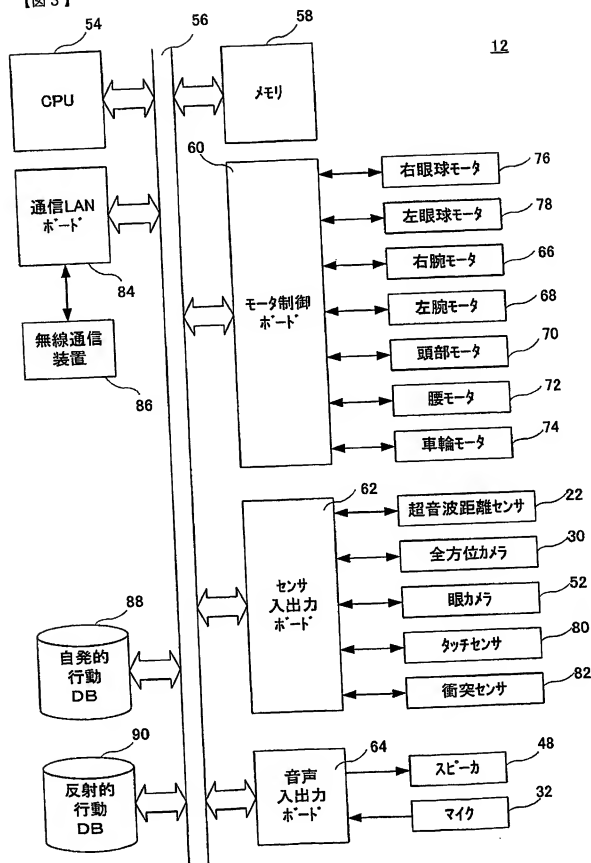 【図3】
54
56
58
12
CPU
メモリ
60
通信LAN
ボード
84
無線通信
装置
86
モータ制御
ボード
右眼球モータ
76
左眼球モータ
78
右腕モータ
66
左腕モータ
68
頭部モータ
70
腰モータ
72
車輪モータ
74
62
センサ
入出力
ボード
超音波距離センサ
22
全方位カメラ
30
眼カメラ
52
タッチセンサ
80
衝突センサ
82
88
自発的
行動
DB
90
反射的
行動
DB
64
音声
入出力
ボード
スピーカ
48
マイク
32